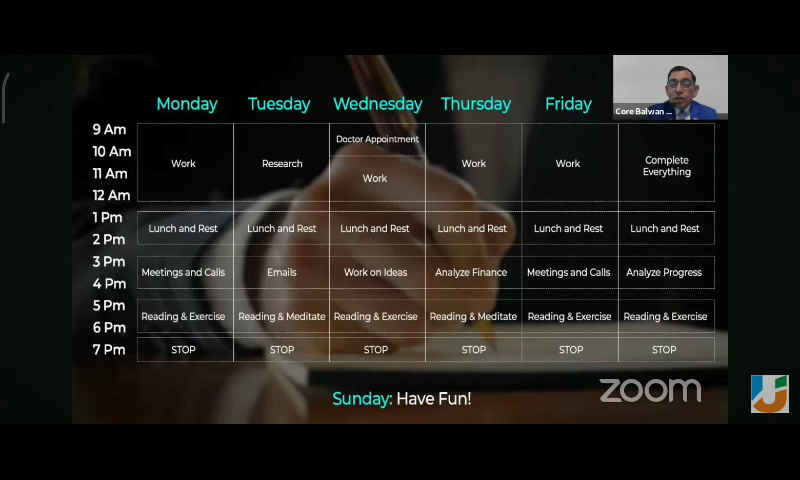 Monday Tuesday Wednesday Thursday Friday
Core Balwan ...
9 Am
10 Am
11 Am
12 Am
Work Research Doctor Appointment Work Work Work Complete
Everything
1 Pm
2 Pm
Lunch and Rest Lunch and Rest Lunch and Rest Lunch and Rest Lunch and Rest Lunch and Rest
3 Pm
4 Pm
Meetings and Calls Emails Work on Ideas Analyze Finance Meetings and Calls Analyze Progress
5 Pm
6 Pm
Reading & Exercise Reading & Meditate Reading & Exercise Reading & Meditate Reading & Exercise Reading & Exercise
7 Pm STOP STOP STOP STOP STOP STOP
Sunday: Have Fun!
zoom